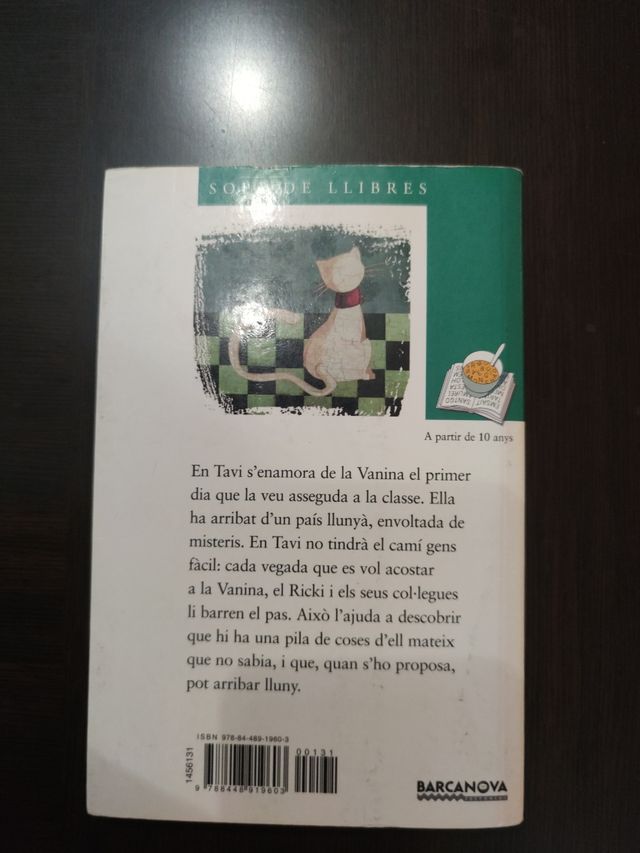 SOPA DE LLIBRES
A partir de 10 anys
En Tavi s'enamora de la Vanina el primer
dia que la veu asseguda a la classe. Ella
ha arribat d'un país llunyà, envoltada de
misteris. En Tavi no tindrà el camí gens
fàcil: cada vegada que es vol acostar
a la Vanina, el Ricki i els seus col·legues
li barren el pas. Això l'ajuda a descobrir
que hi ha una pila de coses d'ell mateix
que no sabia, i que, quan s'ho proposa,
pot arribar lluny.
ISBN 978-84-489-1960-3
00131
1456131
9 788448 919603
BARCANOVA